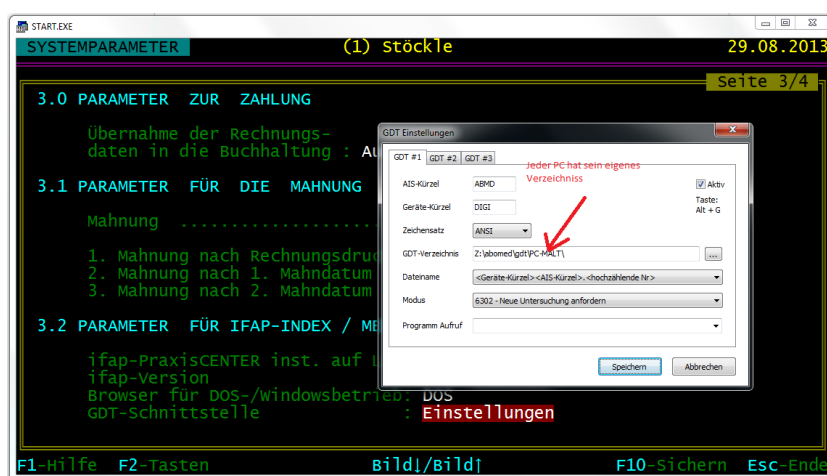 START.EXE
SYSTEMPARAMETER (1) Stöckle 29.08.2013
Seite 3/4
3.0 PARAMETER ZUR ZAHLUNG
Übernahme der Rechnungs-
daten in die Buchhaltung : Au
3.1 PARAMETER FÜR DIE MAHNUNG
Mahnung ...................
1. Mahnung nach Rechnungsdruc
2. Mahnung nach 1. Mahndatum
3. Mahnung nach 2. Mahndatum
3.2 PARAMETER FÜR IFAP-INDEX / ME
ifap-PraxisCENTER inst. auf L
ifap-Version
Browser für DOS-/Windowsbetrieb: DOS
GDT-Schnittstelle : Einstellungen
F1-Hilfe F2-Tasten Bild↓/Bild↑ F10-Sichern Esc-Ende
GDT Einstellungen
GDT #1 GDT #2 GDT #3
Jeder PC hat sein eigenes
Verzeichniss
AIS-Kürzel ABMD Aktiv
Geräte-Kürzel DIGI Taste:
Alt + G
Zeichensatz ANSI
GDT-Verzeichnis Z:\abomed\gdt\PC-MALT\ ...
Dateiname <Geräte-Kürzel><AIS-Kürzel>.<hochzählende Nr>
Modus 6302 - Neue Untersuchung anfordern
Programm Aufruf
Speichern Abbrechen